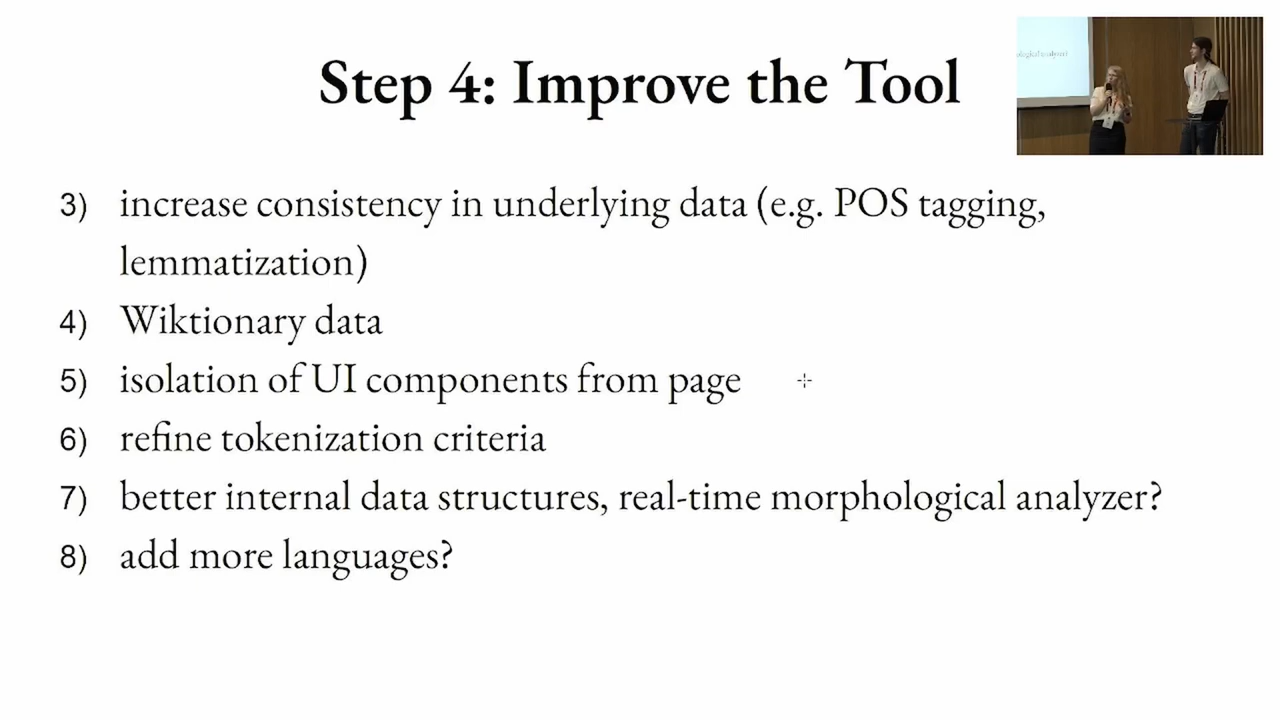 Step 4: Improve the Tool
3) increase consistency in underlying data (e.g. POS tagging,
lemmatization)
4) Wiktionary data
5) isolation of UI components from page
6) refine tokenization criteria
7) better internal data structures, real-time morphological analyzer?
8) add more languages?